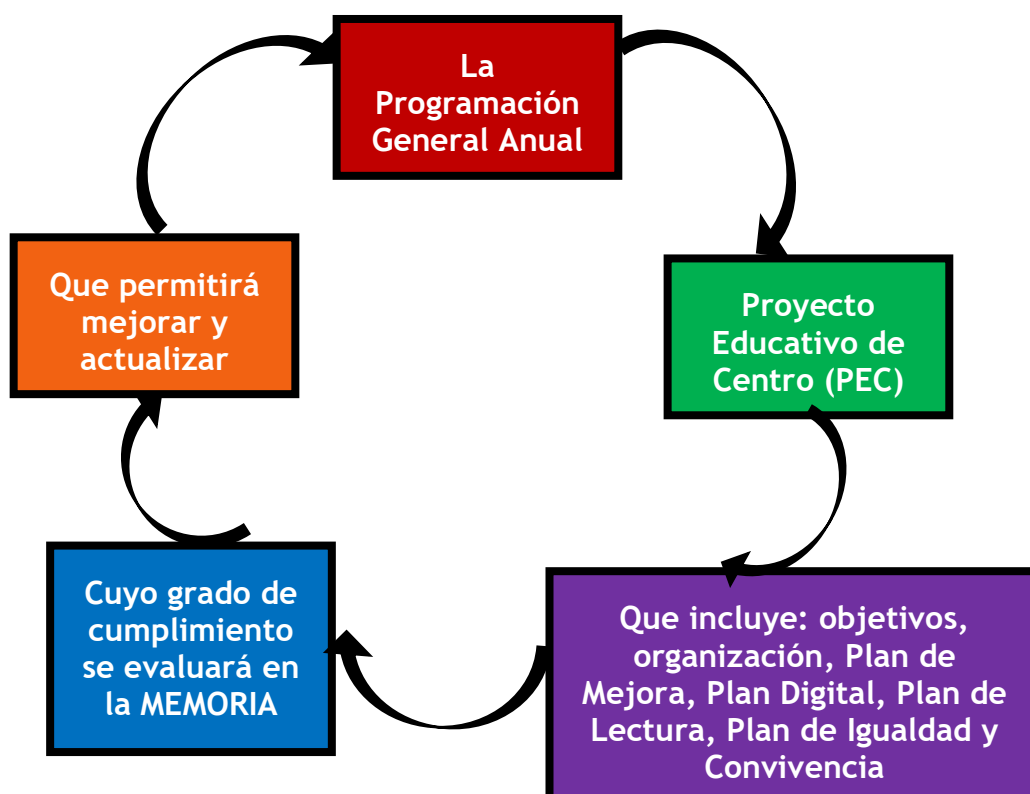 La
Programación
General Anual
Proyecto
Educativo de
Centro (PEC)
Que incluye: objetivos,
organización, Plan de
Mejora, Plan Digital, Plan de
Lectura, Plan de Igualdad y
Convivencia
Cuyo grado de
cumplimiento
se evaluará en
la MEMORIA
Que permitirá
mejorar y
actualizar